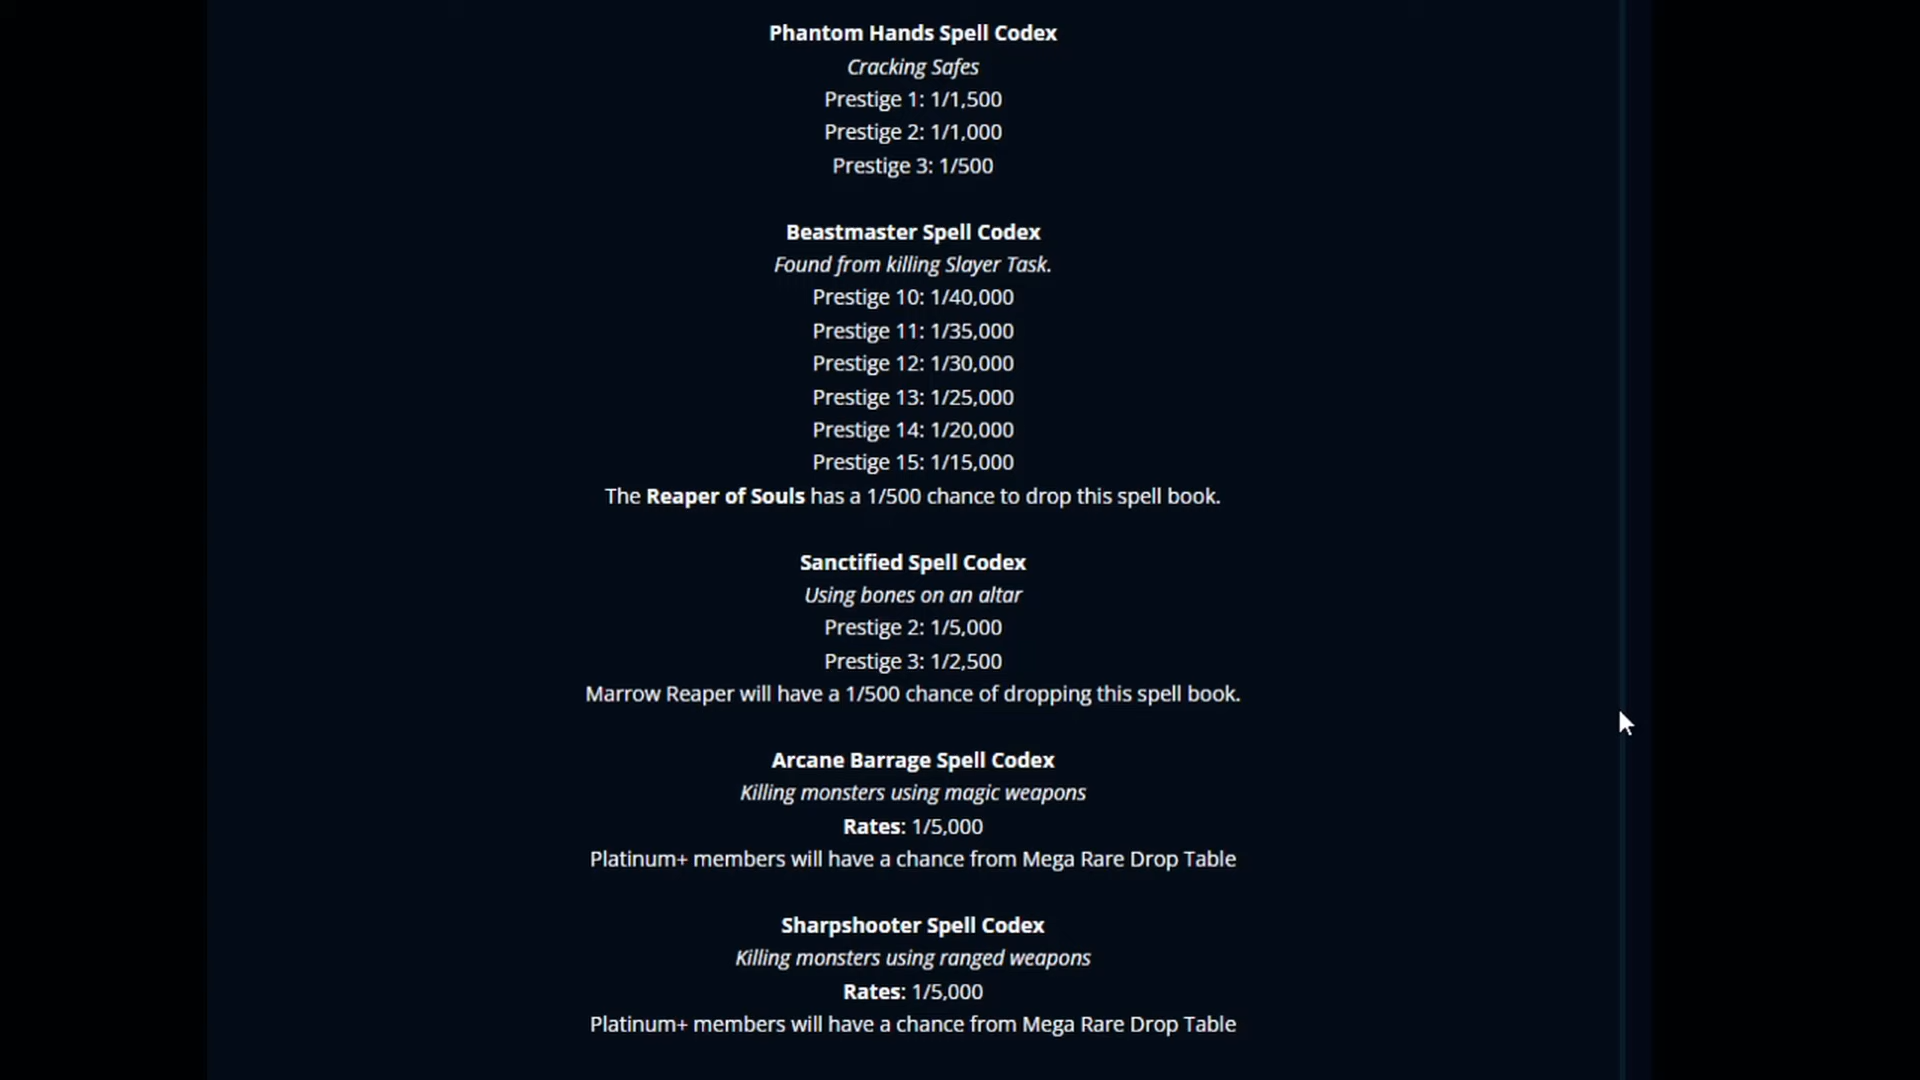 Phantom Hands Spell Codex
Cracking Safes
Prestige 1: 1/1,500
Prestige 2: 1/1,000
Prestige 3: 1/500
Beastmaster Spell Codex
Found from killing Slayer Task.
Prestige 10: 1/40,000
Prestige 11: 1/35,000
Prestige 12: 1/30,000
Prestige 13: 1/25,000
Prestige 14: 1/20,000
Prestige 15: 1/15,000
The Reaper of Souls has a 1/500 chance to drop this spell book.
Sanctified Spell Codex
Using bones on an altar
Prestige 2: 1/5,000
Prestige 3: 1/2,500
Marrow Reaper will have a 1/500 chance of dropping this spell book.
Arcane Barrage Spell Codex
Killing monsters using magic weapons
Rates: 1/5,000
Platinum+ members will have a chance from Mega Rare Drop Table
Sharpshooter Spell Codex
Killing monsters using ranged weapons
Rates: 1/5,000
Platinum+ members will have a chance from Mega Rare Drop Table